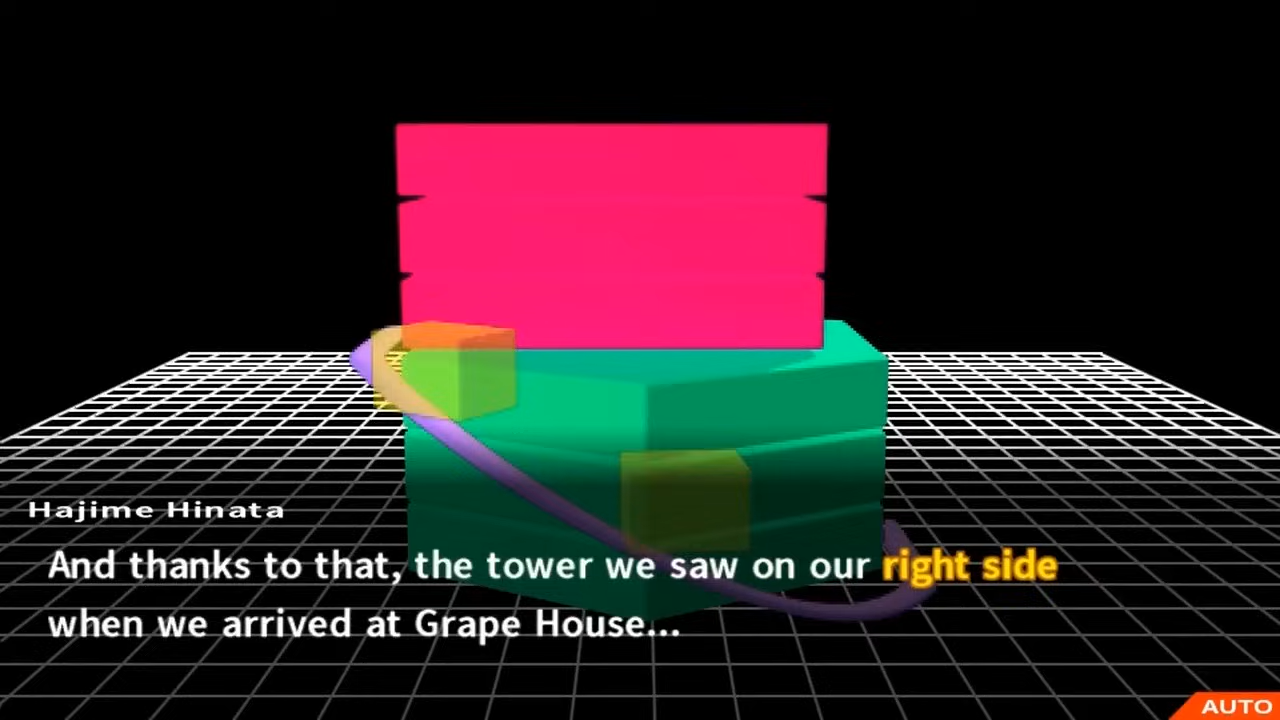 Hajime Hinata
And thanks to that, the tower we saw on our right side
when we arrived at Grape House...
AUTO